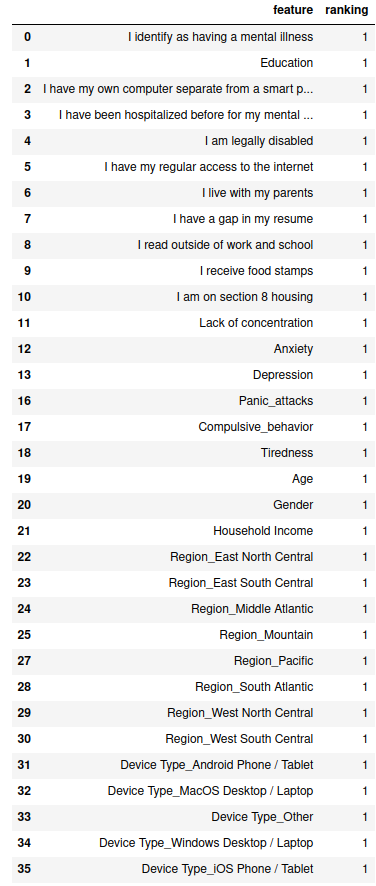 feature ranking
0 I identify as having a mental illness 1
1 Education 1
2 I have my own computer separate from a smart p... 1
3 I have been hospitalized before for my mental ... 1
4 I am legally disabled 1
5 I have my regular access to the internet 1
6 I live with my parents 1
7 I have a gap in my resume 1
8 I read outside of work and school 1
9 I receive food stamps 1
10 I am on section 8 housing 1
11 Lack of concentration 1
12 Anxiety 1
13 Depression 1
16 Panic_attacks 1
17 Compulsive_behavior 1
18 Tiredness 1
19 Age 1
20 Gender 1
21 Household Income 1
22 Region_East North Central 1
23 Region_East South Central 1
24 Region_Middle Atlantic 1
25 Region_Mountain 1
27 Region_Pacific 1
28 Region_South Atlantic 1
29 Region_West North Central 1
30 Region_West South Central 1
31 Device Type_Android Phone / Tablet 1
32 Device Type_MacOS Desktop / Laptop 1
33 Device Type_Other 1
34 Device Type_Windows Desktop / Laptop 1
35 Device Type_iOS Phone / Tablet 1